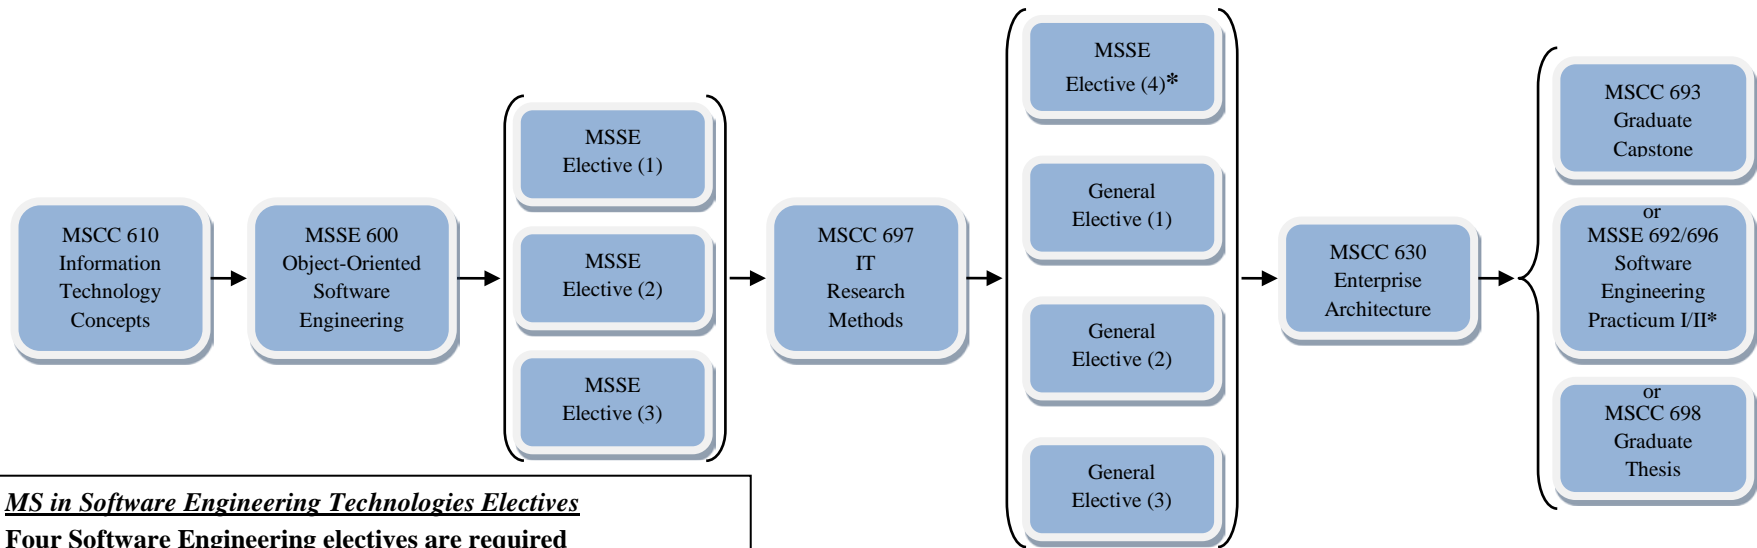 MSCC 610
Information
Technology
Concepts
MSSE 600
Object-Oriented
Software
Engineering
MSSE
Elective (1)
MSSE
Elective (2)
MSSE
Elective (3)
MSCC 697
IT
Research
Methods
MSSE
Elective (4)*
General
Elective (1)
General
Elective (2)
General
Elective (3)
MSCC 630
Enterprise
Architecture
MSCC 693
Graduate
Capstone
or
MSSE 692/696
Software
Engineering
Practicum I/II*
or
MSCC 698
Graduate
Thesis
MS in Software Engineering Technologies Electives
Four Software Engineering electives are required